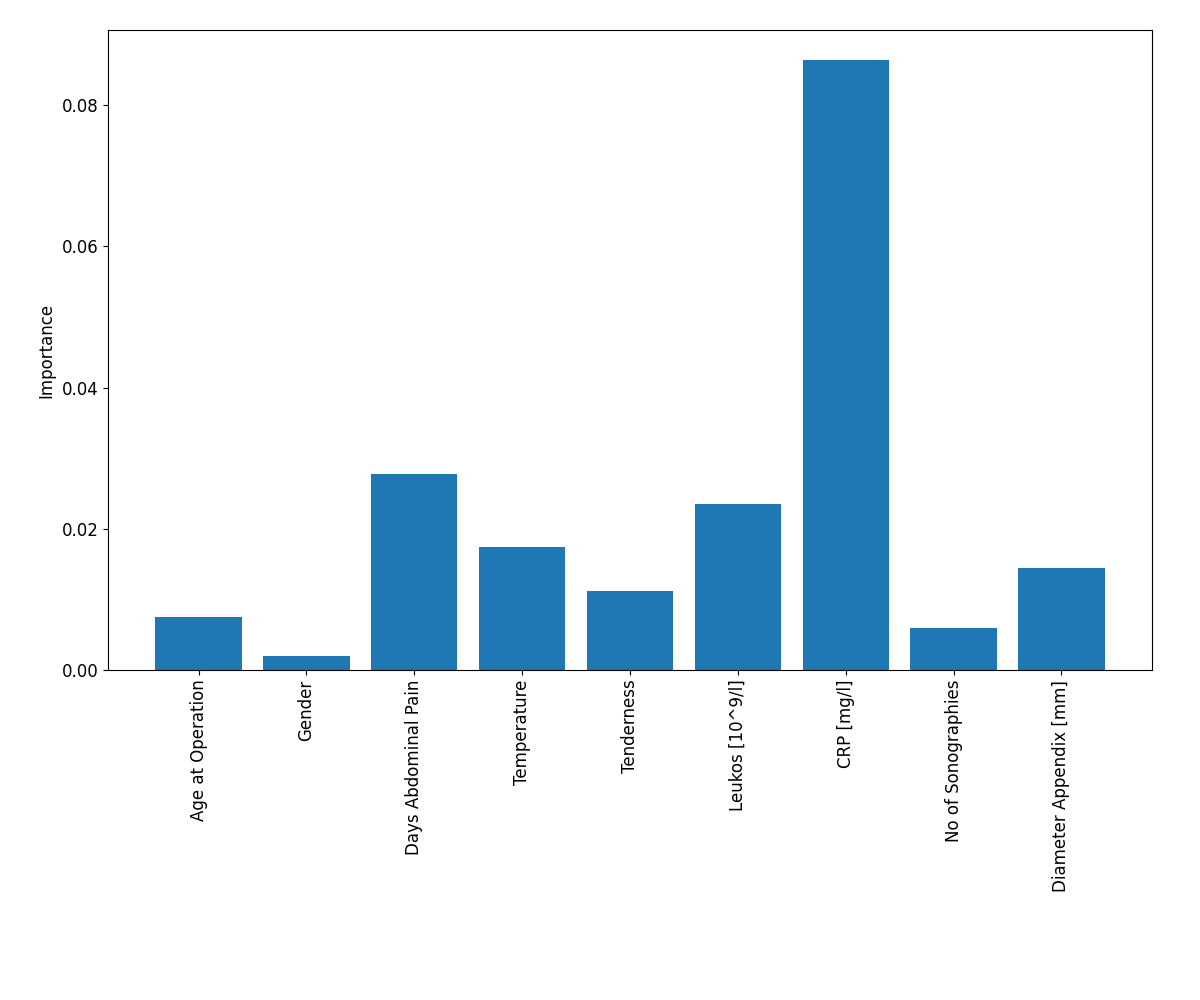 0.08
0.06
0.04
0.02
0.00
Importance
Age at Operation
Gender
Days Abdominal Pain
Temperature
Tenderness
Leukos [10^9/l]
CRP [mg/l]
No of Sonographies
Diameter Appendix [mm]